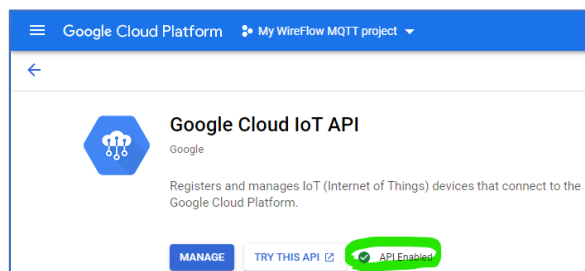 Google Cloud Platform My WireFlow MQTT project
Google Cloud IoT API
Google
Registers and manages IoT (Internet of Things) devices that connect to the
Google Cloud Platform.
MANAGE TRY THIS API API Enabled